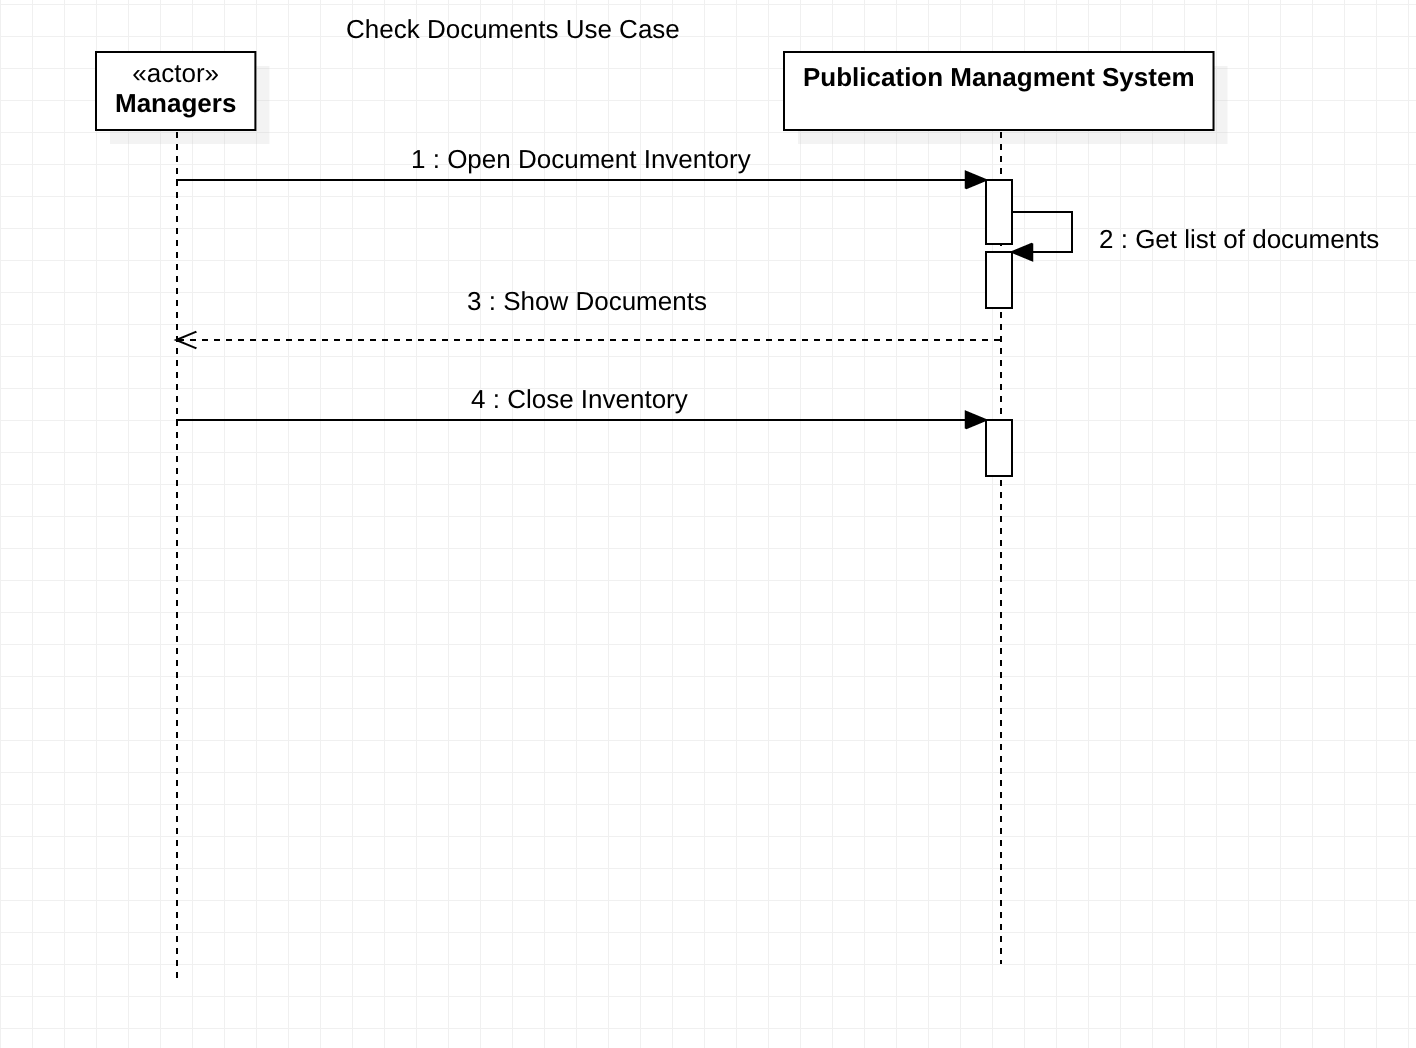 Check Documents Use Case
«actor»
Managers
Publication Managment System
1 : Open Document Inventory
2 : Get list of documents
3 : Show Documents
4 : Close Inventory